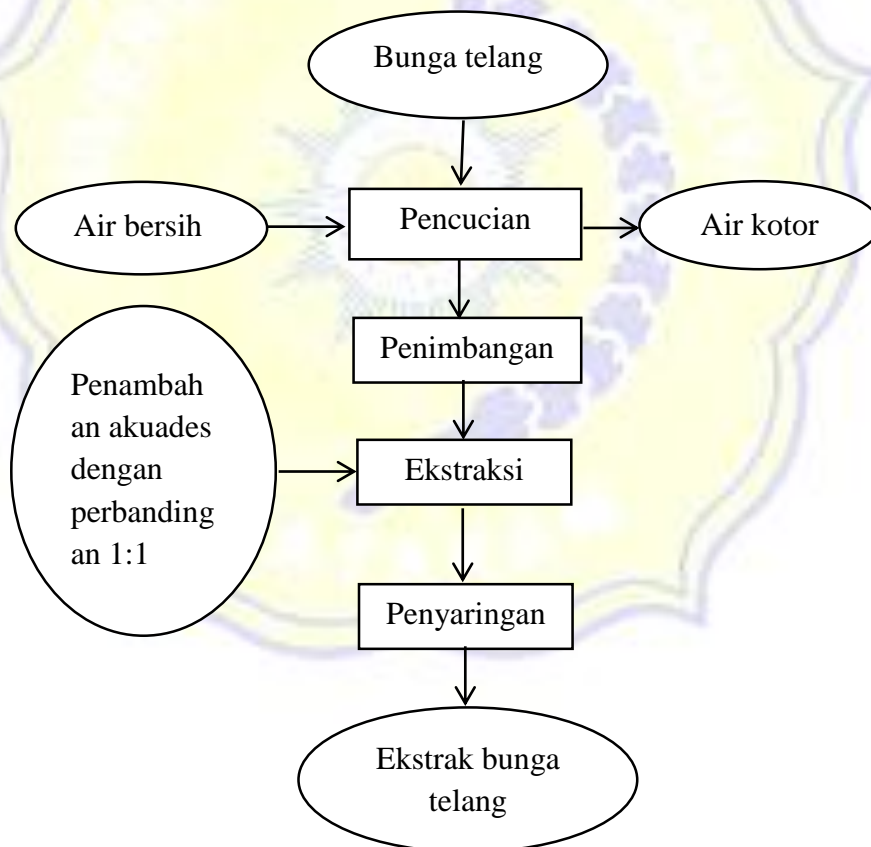 Bunga telang
Air bersih
Pencucian
Air kotor
Penimbangan
Penambah
an akuades
dengan
perbanding
an 1:1
Ekstraksi
Penyaringan
Ekstrak bunga
telang